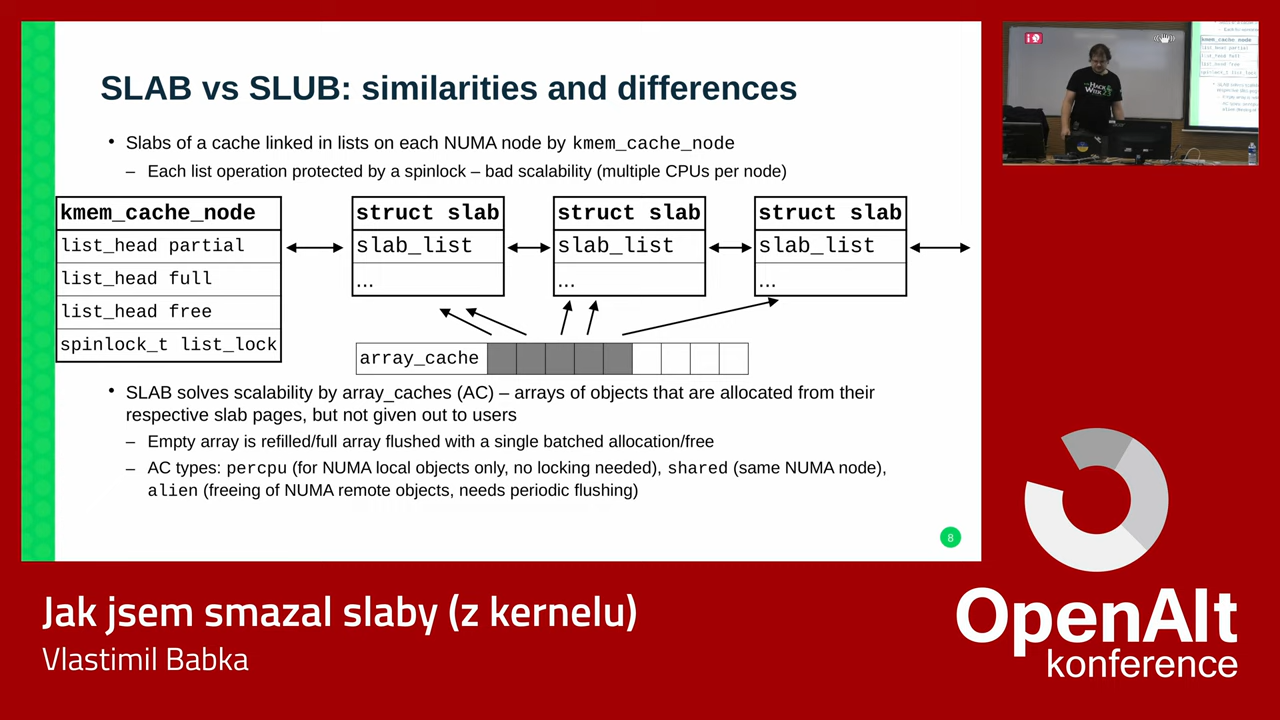 SLAB vs SLUB: similarities and differences
• Slabs of a cache linked in lists on each NUMA node by kmem_cache_node
– Each list operation protected by a spinlock – bad scalability (multiple CPUs per node)
kmem_cache_node
list_head partial
list_head full
list_head free
spinlock_t list_lock
struct slab
slab_list
...
struct slab
slab_list
...
struct slab
slab_list
...
array_cache
• SLAB solves scalability by array_caches (AC) – arrays of objects that are allocated from their
respective slab pages, but not given out to users
– Empty array is refilled/full array flushed with a single batched allocation/free
– AC types: percpu (for NUMA local objects only, no locking needed), shared (same NUMA node),
alien (freeing of NUMA remote objects, needs periodic flushing)
8
kmem_cache_node
HACK
WEEK
Jak jsem smazal slaby (z kernelu)
Vlastimil Babka
OpenAlt
konference